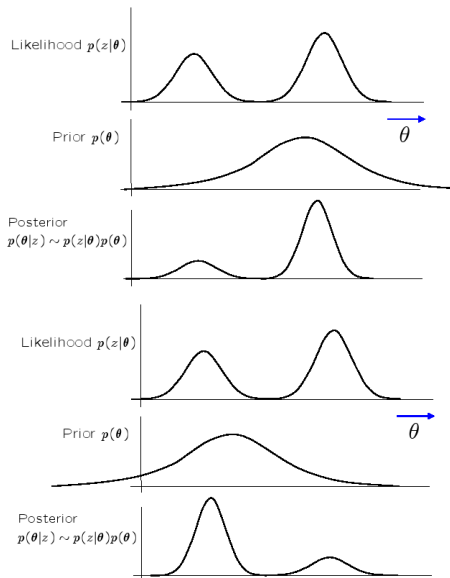 Likelihood p(z|θ)
θ
Prior p(θ)
Posterior
p(θ|z) ∼ p(z|θ)p(θ)
Likelihood p(z|θ)
θ
Prior p(θ)
Posterior
p(θ|z) ∼ p(z|θ)p(θ)